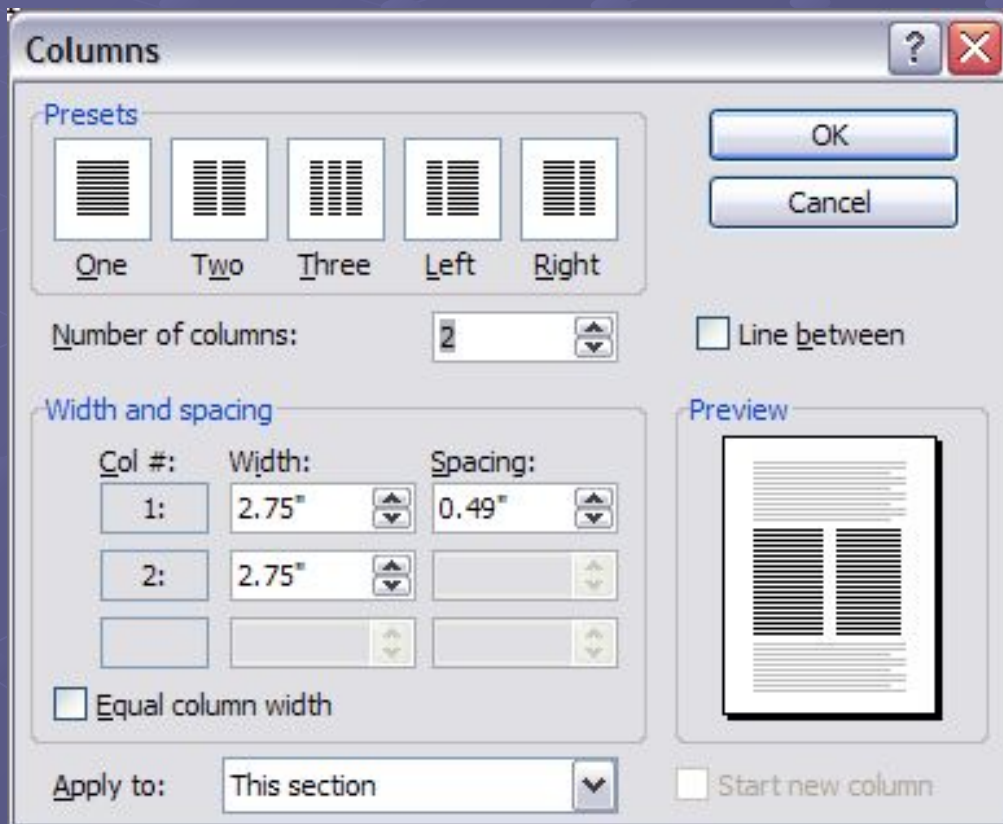 Columns
Presets
OK
Cancel
One Two Three Left Right
Number of columns: 2
Line between
Width and spacing
Preview
Col #: Width: Spacing:
1: 2.75" 0.49"
2: 2.75"
Equal column width
Apply to: This section
Start new column